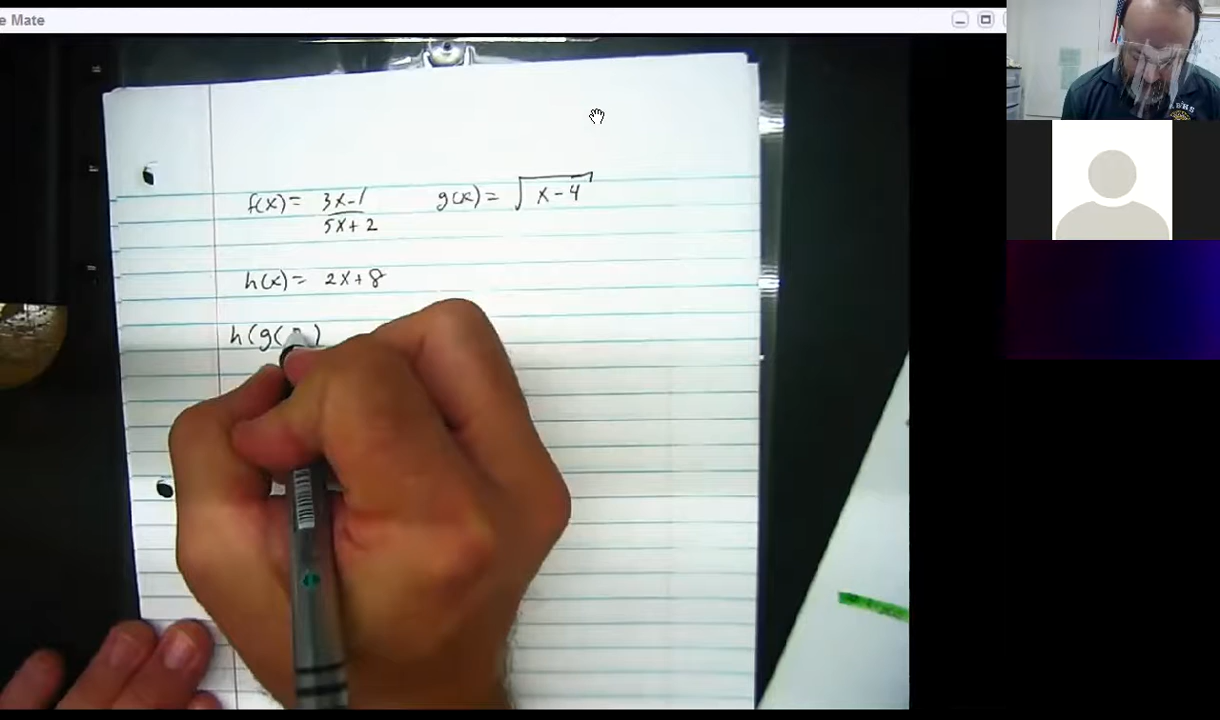 e Mate
f(x) = 3x-1 g(x) = √x-4
5x+2
h(x) = 2x+8
h(g(